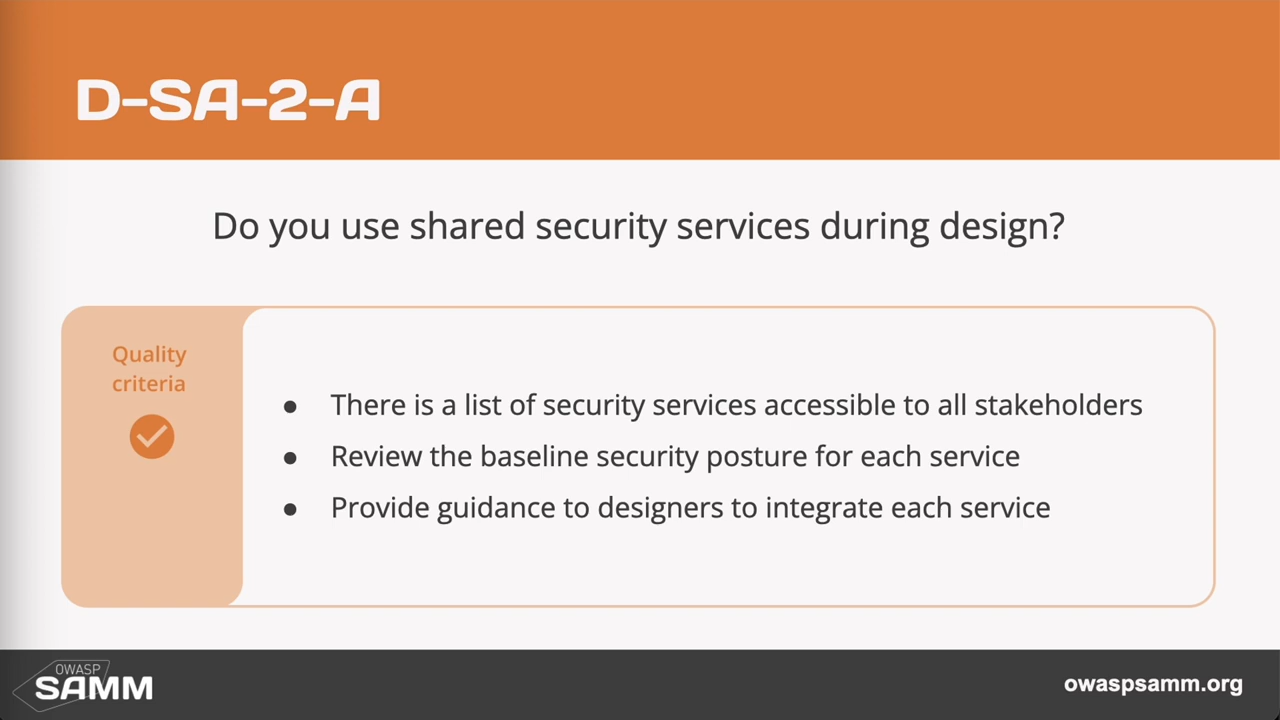 D-SA-2-A
Do you use shared security services during design?
Quality
criteria
● There is a list of security services accessible to all stakeholders
● Review the baseline security posture for each service
● Provide guidance to designers to integrate each service
OWASP
SAMM
owaspsamm.org